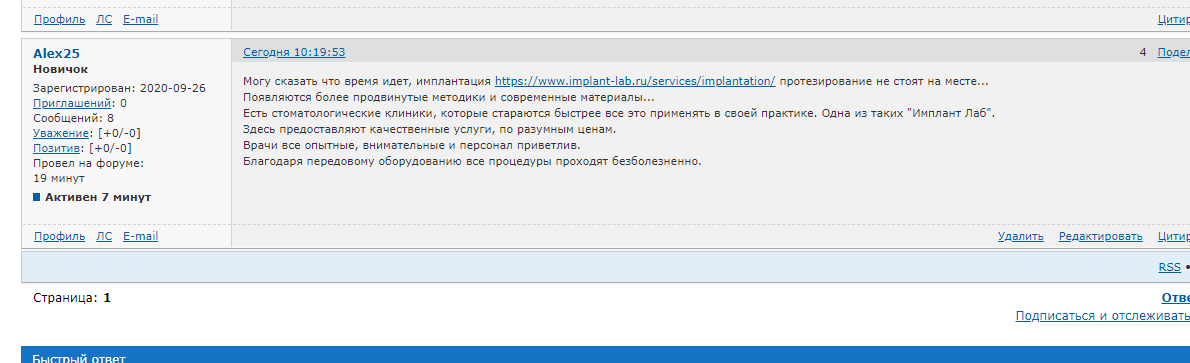 Профиль ЛС E-mail
Alex25
Новичок
Зарегистрирован: 2020-09-26
Приглашений: 0
Сообщений: 8
Уважение: [+0/-0]
Позитив: [+0/-0]
Провел на форуме:
19 минут
Активен 7 минут
Сегодня 10:19:53 4
Могу сказать что время идет, имплантация https://www.implant-lab.ru/services/implantation/ протезирование не стоят на месте...
Появляются более продвинутые методики и современные материалы...
Есть стоматологические клиники, которые стараются быстрее все это применять в своей практике. Одна из таких "Имплант Лаб".
Здесь предоставляют качественные услуги, по разумным ценам.
Врачи все опытные, внимательные и персонал приветлив.
Благодаря передовому оборудованию все процедуры проходят безболезненно.
Профиль ЛС E-mail
Удалить Редактировать
RSS •
Страница: 1
Подписаться и отслеживать
Быстрый ответ